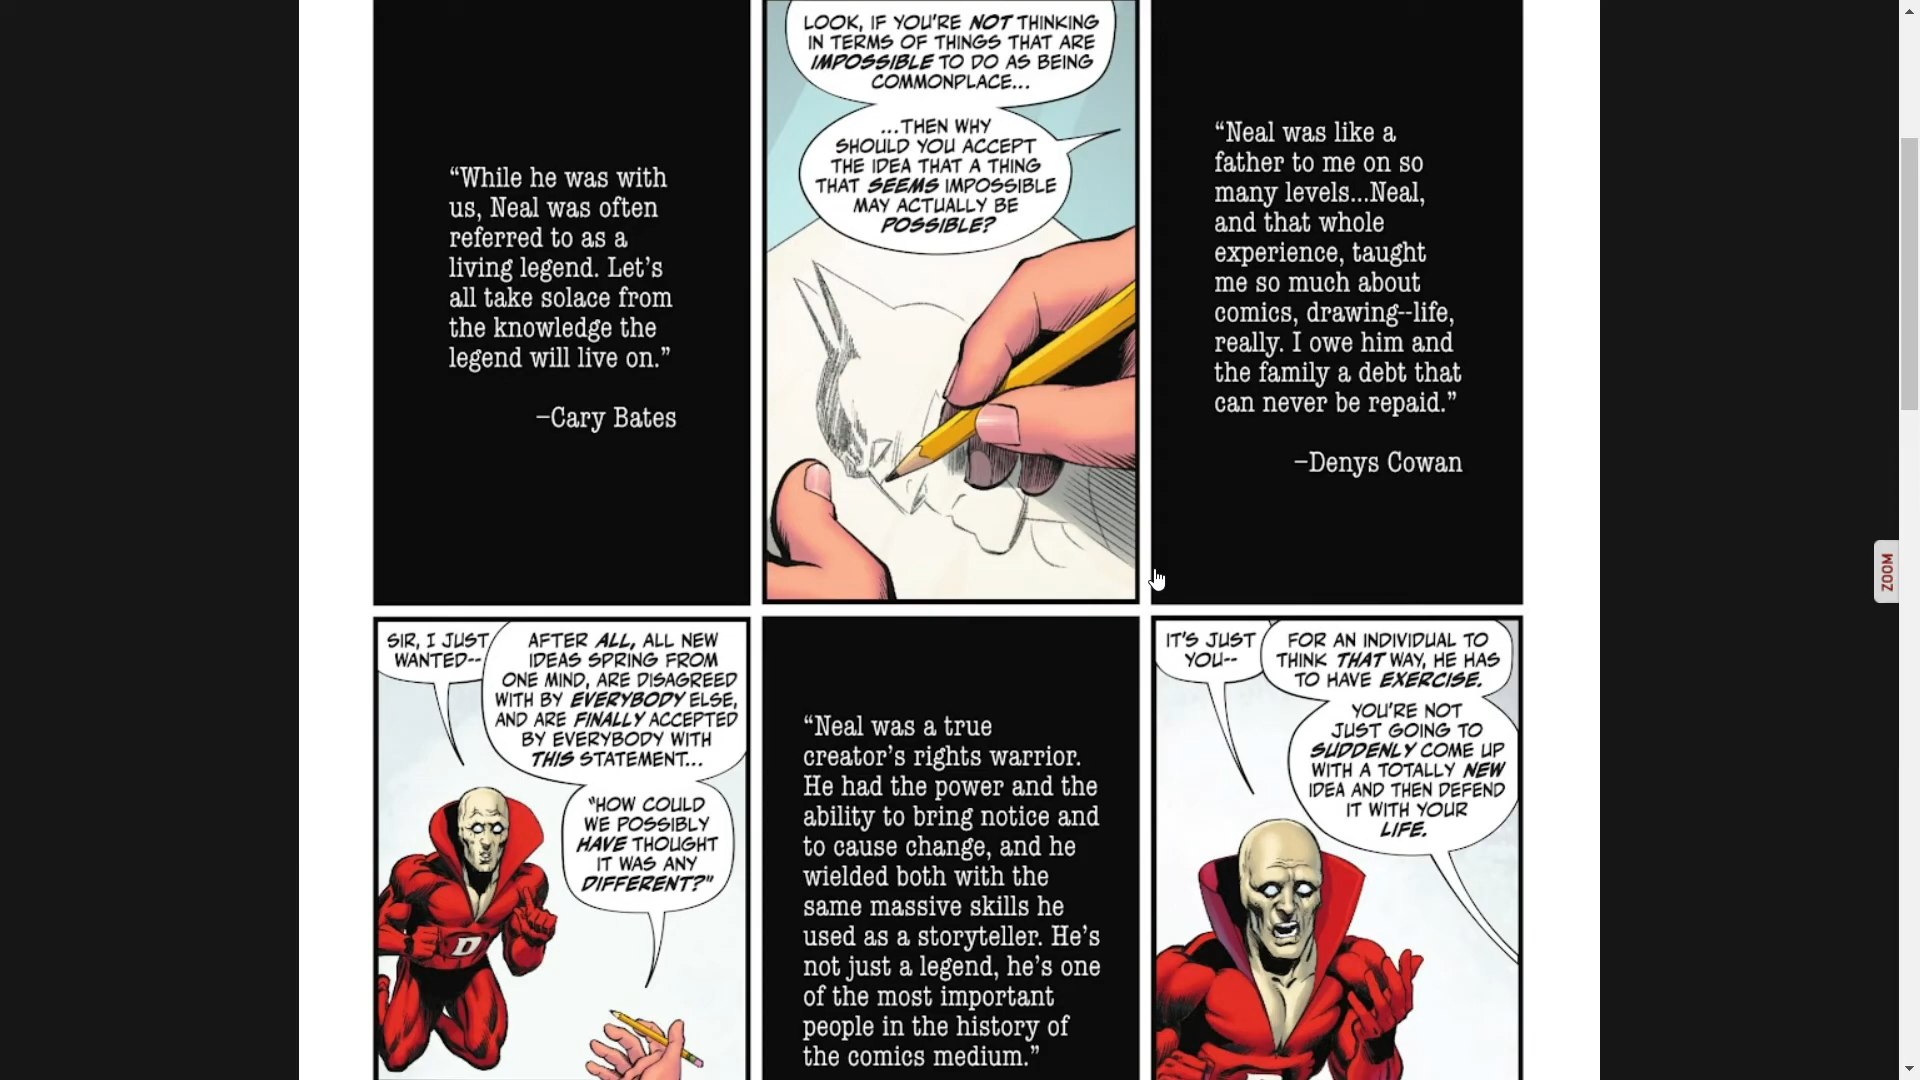 "While he was with
us, Neal was often
referred to as a
living legend. Let's
all take solace from
the knowledge the
legend will live on."
–Cary Bates
LOOK, IF YOU'RE NOT THINKING
IN TERMS OF THINGS THAT ARE
IMPOSSIBLE TO DO AS BEING
COMMONPLACE...
...THEN WHY
SHOULD YOU ACCEPT
THE IDEA THAT A THING
THAT SEEMS IMPOSSIBLE
MAY ACTUALLY BE
POSSIBLE?
"Neal was like a
father to me on so
many levels...Neal,
and that whole
experience, taught
me so much about
comics, drawing--life,
really. I owe him and
the family a debt that
can never be repaid."
–Denys Cowan
SIR, I JUST
WANTED--
AFTER ALL, ALL NEW
IDEAS SPRING FROM
ONE MIND, ARE DISAGREED
WITH BY EVERYBODY ELSE,
AND ARE FINALLY ACCEPTED
BY EVERYBODY WITH
THIS STATEMENT...
"HOW COULD
WE POSSIBLY
HAVE THOUGHT
IT WAS ANY
DIFFERENT?"
D
"Neal was a true
creator's rights warrior.
He had the power and the
ability to bring notice and
to cause change, and he
wielded both with the
same massive skills he
used as a storyteller. He's
not just a legend, he's one
of the most important
people in the history of
the comics medium."
IT'S JUST
YOU--
FOR AN INDIVIDUAL TO
THINK THAT WAY, HE HAS
TO HAVE EXERCISE.
YOU'RE NOT
JUST GOING TO
SUDDENLY COME UP
WITH A TOTALLY NEW
IDEA AND THEN DEFEND
IT WITH YOUR
LIFE.
ZOOM